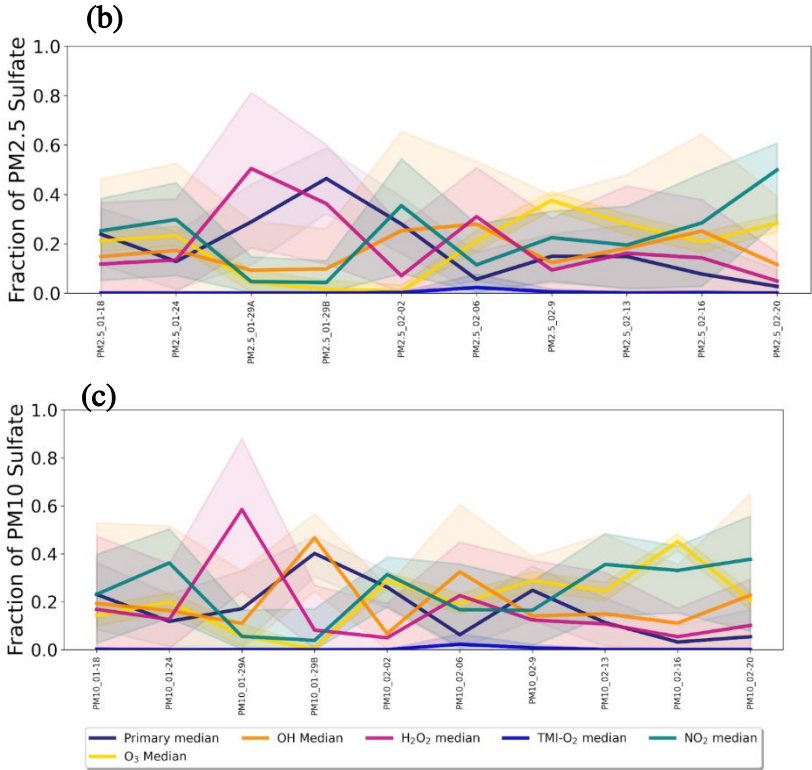 (b)
Fraction of PM2.5 Sulfate
1.0
0.8
0.6
0.4
0.2
0.0
PM2.5_01-18
PM2.5_01-24
PM2.5_01-29A
PM2.5_01-29B
PM2.5_02-02
PM2.5_02-06
PM2.5_02-9
PM2.5_02-13
PM2.5_02-16
PM2.5_02-20
(c)
Fraction of PM10 Sulfate
1.0
0.8
0.6
0.4
0.2
0.0
PM10_01-18
PM10_01-24
PM10_01-29A
PM10_01-29B
PM10_02-02
PM10_02-06
PM10_02-9
PM10_02-13
PM10_02-16
PM10_02-20
Primary median OH Median H₂O₂ median TMI-O₂ median NO₂ median
O₃ Median